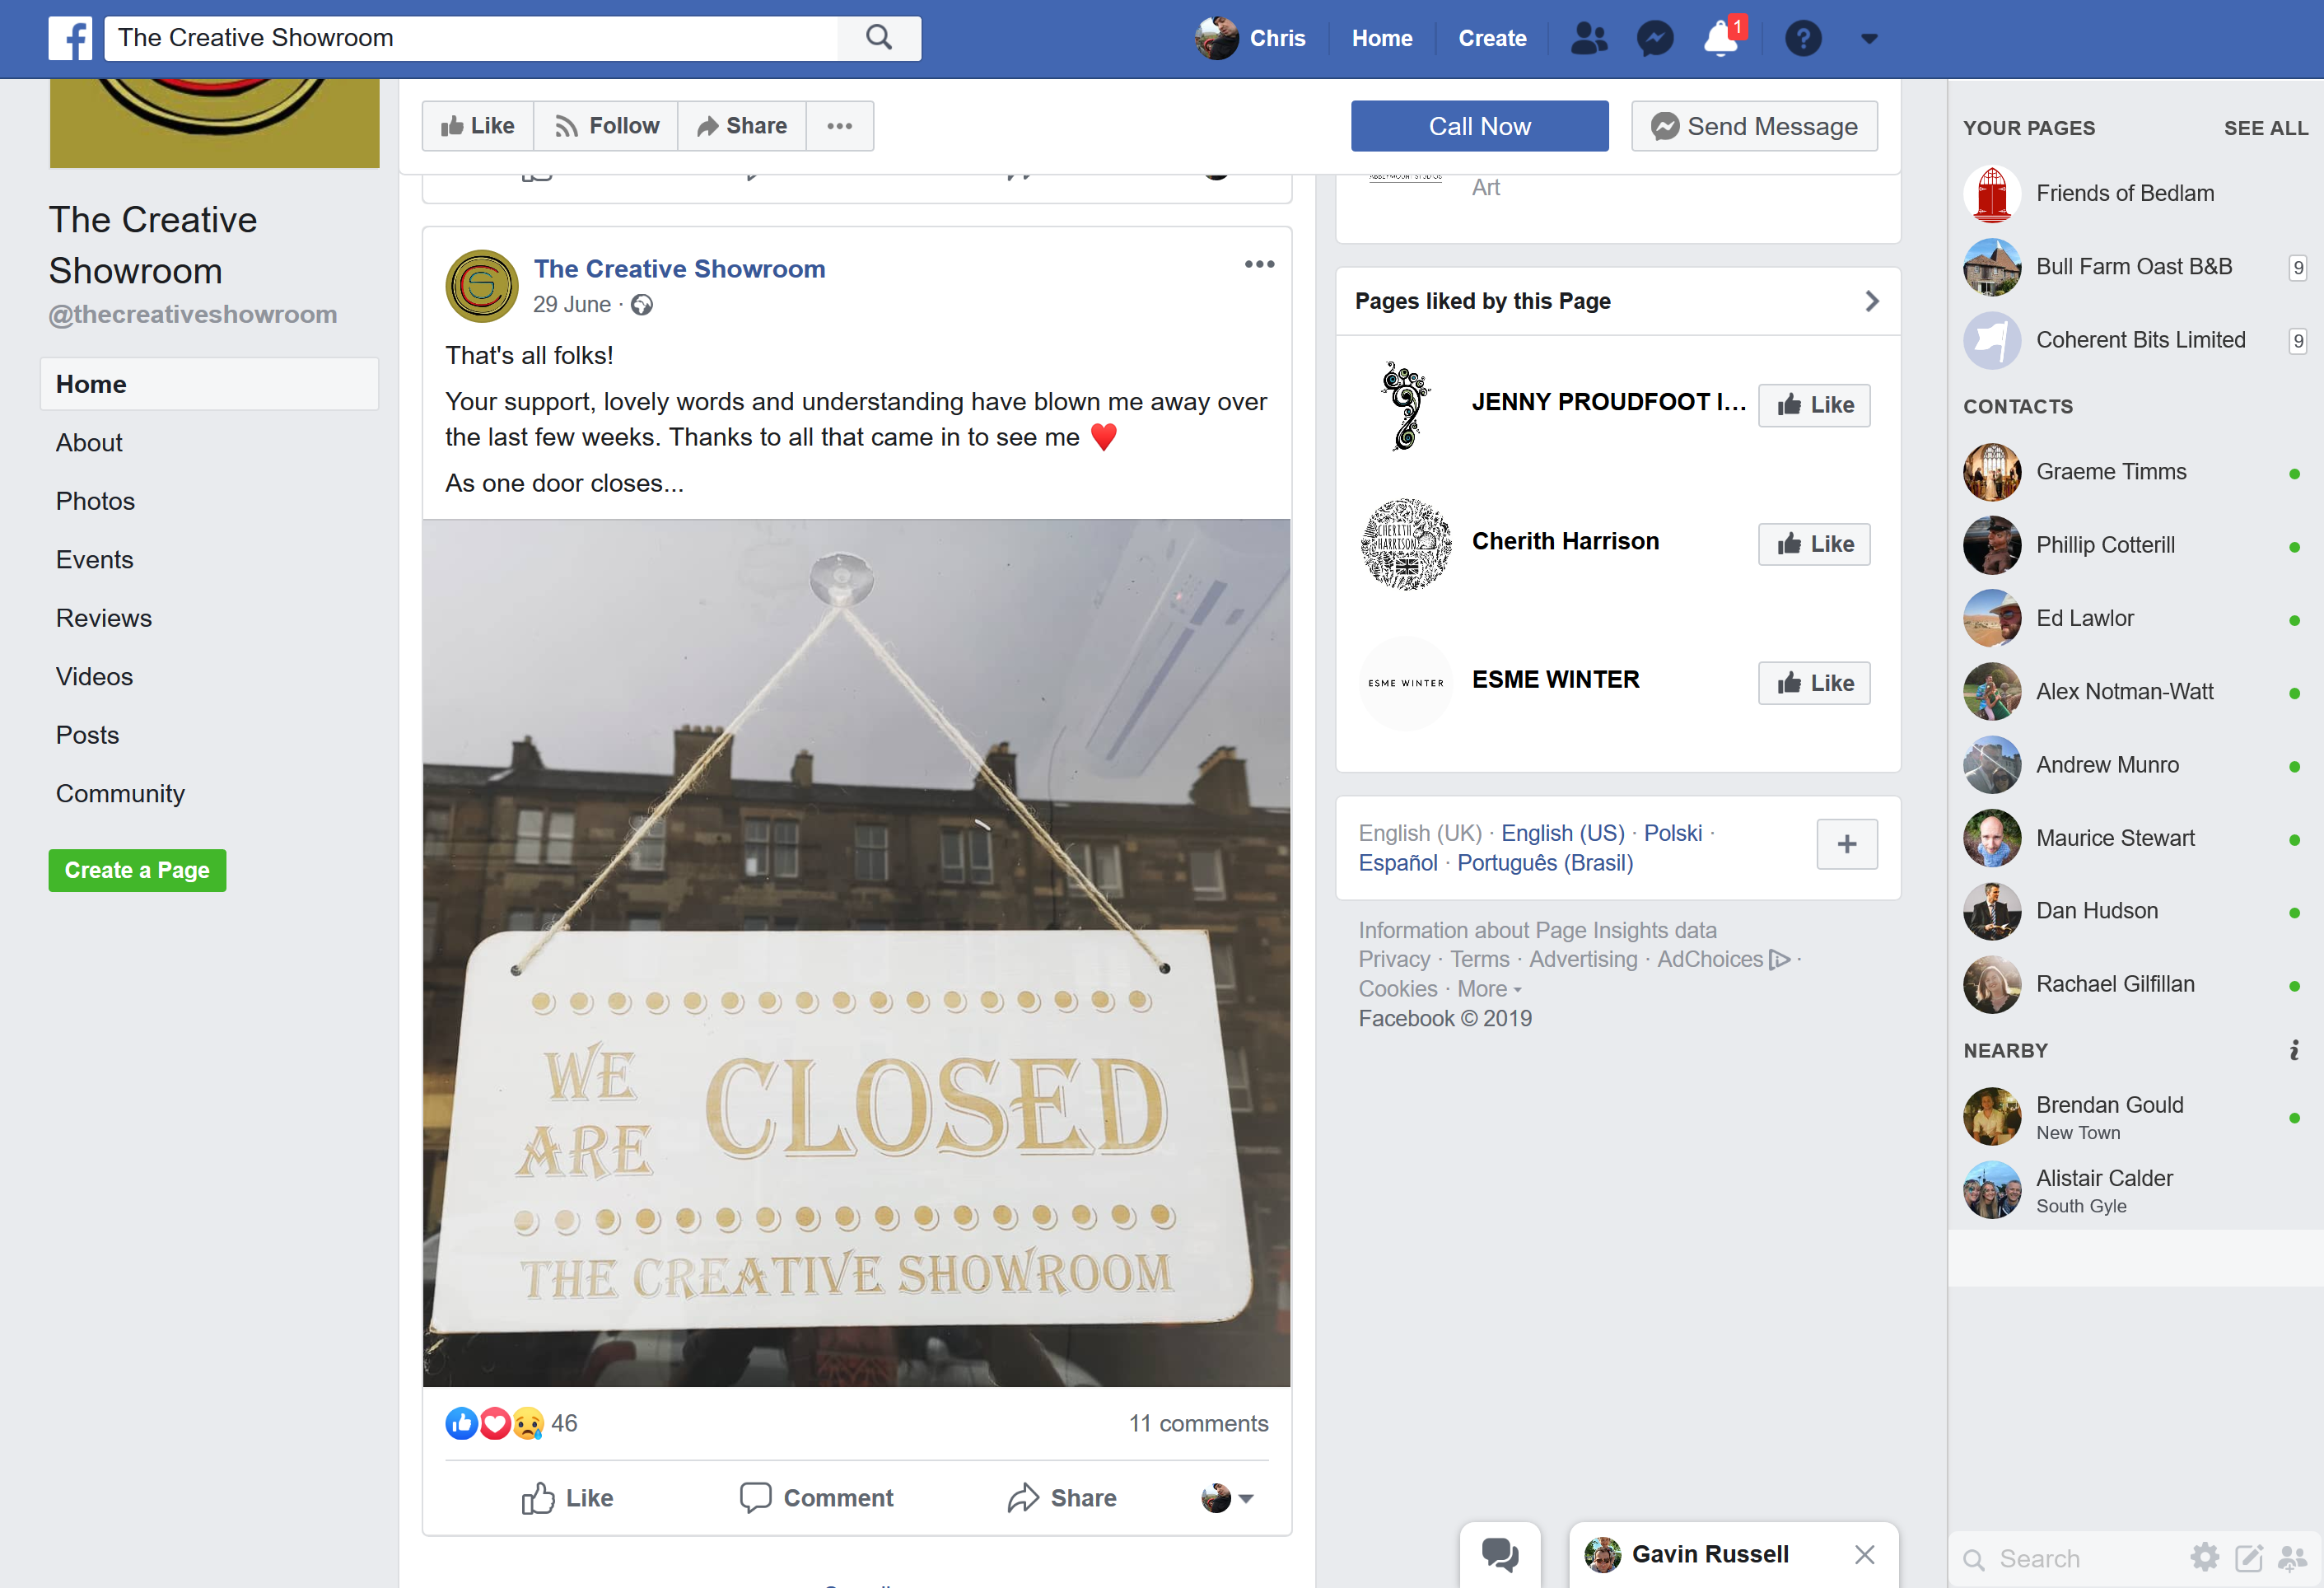 The Creative Showroom
Chris
Home
Create
1
Like
Follow
Share
Call Now
Send Message
The Creative
Showroom
@thecreativeshowroom
Home
About
Photos
Events
Reviews
Videos
Posts
Community
Create a Page
The Creative Showroom
29 June ·
That's all folks!
Your support, lovely words and understanding have blown me away over
the last few weeks. Thanks to all that came in to see me ♥
As one door closes...
WE
ARE
CLOSED
THE CREATIVE SHOWROOM
46
11 comments
Like
Comment
Share
Art
Pages liked by this Page
JENNY PROUDFOOT I...
Like
CHERITH
HARRISON
Cherith Harrison
Like
ESME WINTER
ESME WINTER
Like
English (UK) · English (US) · Polski ·
Español · Português (Brasil)
Information about Page Insights data
Privacy · Terms · Advertising · AdChoices ·
Cookies · More
Facebook © 2019
Gavin Russell
YOUR PAGES
SEE ALL
Friends of Bedlam
Bull Farm Oast B&B
9
Coherent Bits Limited
9
CONTACTS
Graeme Timms
Phillip Cotterill
Ed Lawlor
Alex Notman-Watt
Andrew Munro
Maurice Stewart
Dan Hudson
Rachael Gilfillan
NEARBY
Brendan Gould
New Town
Alistair Calder
South Gyle
Search